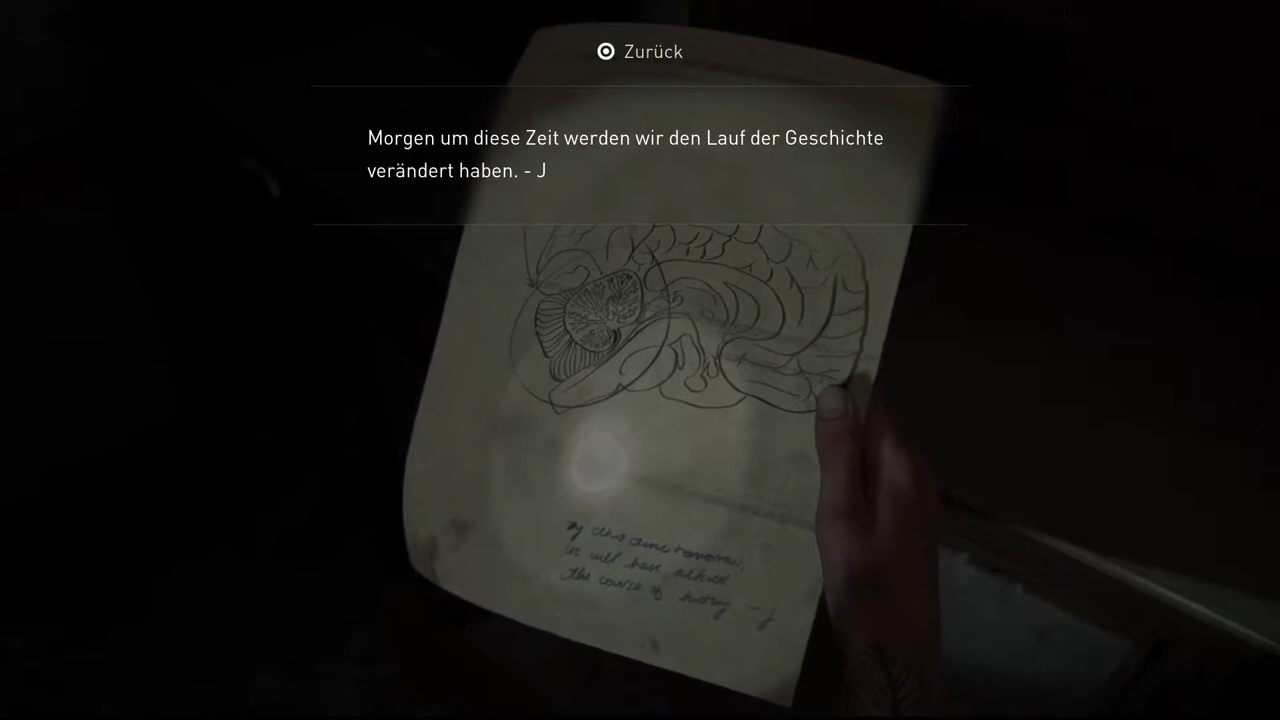 Zurück
Morgen um diese Zeit werden wir den Lauf der Geschichte
verändert haben. - J
By this time tomorrow,
we will have altered
the course of history. - J